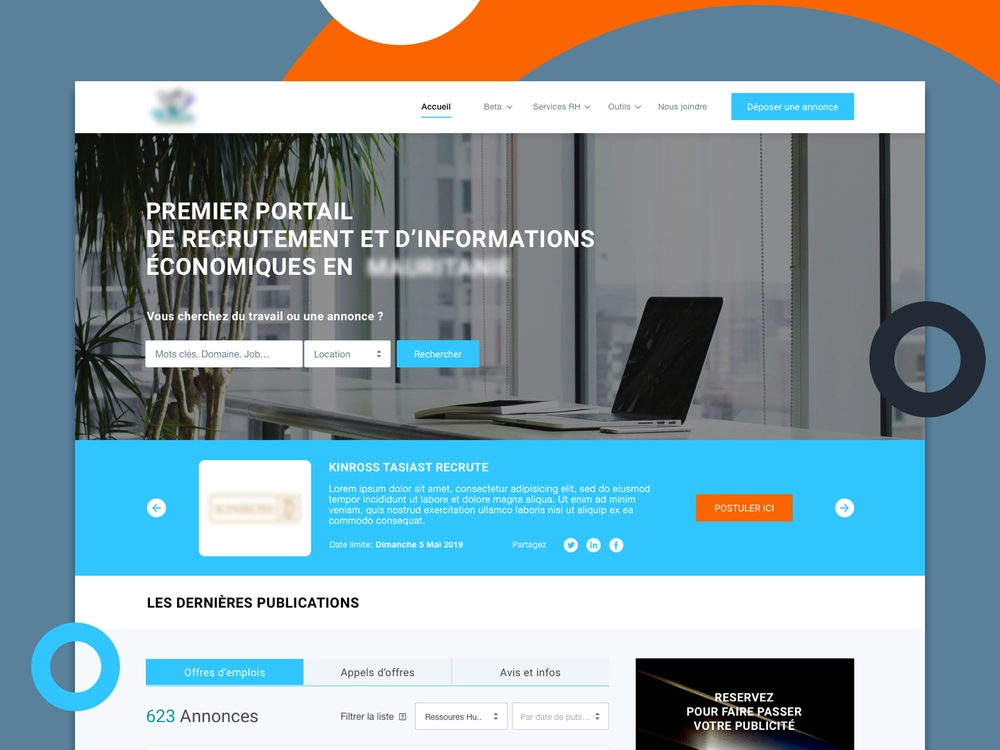 Accueil
Beta
Services RH
Outils
Nous joindre
Déposer une annonce
PREMIER PORTAIL
DE RECRUTEMENT ET D'INFORMATIONS
ÉCONOMIQUES EN MAURITANIE
Vous cherchez du travail ou une annonce ?
Mots clés, Domaine, Job...
Location
Rechercher
KINROSS
KINROSS TASIAST RECRUTE
Lorem ipsum dolor sit amet, consectetur adipisicing elit, sed do eiusmod
tempor incididunt ut labore et dolore magna aliqua. Ut enim ad minim
veniam, quis nostrud exercitation ullamco laboris nisi ut aliquip ex ea
commodo consequat.
Date limite: Dimanche 5 Mai 2019
Partagez
POSTULER ICI
LES DERNIÈRES PUBLICATIONS
Offres d'emplois
Appels d'offres
Avis et infos
623 Annonces
Filtrer la liste
Ressoures Hu..
Par date de publ...
RESERVEZ
POUR FAIRE PASSER
VOTRE PUBLICITÉ